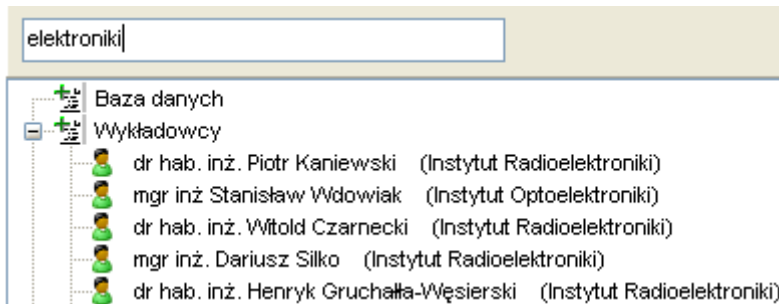 elektroniki
Baza danych
Wykładowcy
dr hab. inż. Piotr Kaniewski (Instytut Radioelektroniki)
mgr inż Stanisław Wdowiak (Instytut Optoelektroniki)
dr hab. inż. Witold Czarnecki (Instytut Radioelektroniki)
mgr inż. Dariusz Silko (Instytut Radioelektroniki)
dr hab. inż. Henryk Gruchałła-Węsierski (Instytut Radioelektroniki)